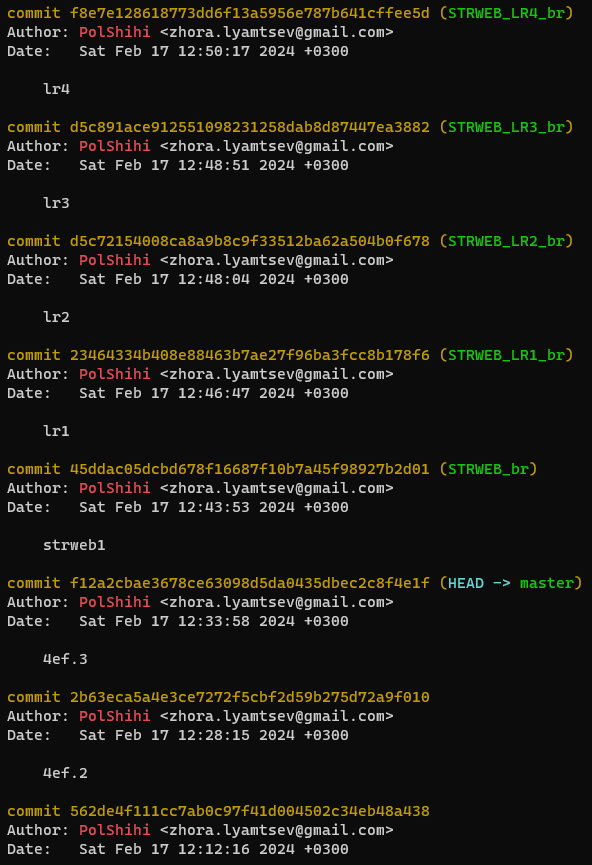 commit f8e7e128618773dd6f13a5956e787b641cffee5d (STRWEB_LR4_br)
Author: PolShihi <zhora.lyamtsev@gmail.com>
Date:   Sat Feb 17 12:50:17 2024 +0300
lr4
commit d5c891ace912551098231258dab8d87447ea3882 (STRWEB_LR3_br)
Author: PolShihi <zhora.lyamtsev@gmail.com>
Date:   Sat Feb 17 12:48:51 2024 +0300
lr3
commit d5c72154008ca8a9b8c9f33512ba62a504b0f678 (STRWEB_LR2_br)
Author: PolShihi <zhora.lyamtsev@gmail.com>
Date:   Sat Feb 17 12:48:04 2024 +0300
lr2
commit 23464334b408e88463b7ae27f96ba3fcc8b178f6 (STRWEB_LR1_br)
Author: PolShihi <zhora.lyamtsev@gmail.com>
Date:   Sat Feb 17 12:46:47 2024 +0300
lr1
commit 45ddac05dcbd678f16687f10b7a45f98927b2d01 (STRWEB_br)
Author: PolShihi <zhora.lyamtsev@gmail.com>
Date:   Sat Feb 17 12:43:53 2024 +0300
strweb1
commit f12a2cbae3678ce63098d5da0435dbec2c8f4e1f (HEAD -> master)
Author: PolShihi <zhora.lyamtsev@gmail.com>
Date:   Sat Feb 17 12:33:58 2024 +0300
4ef.3
commit 2b63eca5a4e3ce7272f5cbf2d59b275d72a9f010
Author: PolShihi <zhora.lyamtsev@gmail.com>
Date:   Sat Feb 17 12:28:15 2024 +0300
4ef.2
commit 562de4f111cc7ab0c97f41d004502c34eb48a438
Author: PolShihi <zhora.lyamtsev@gmail.com>
Date:   Sat Feb 17 12:12:16 2024 +0300